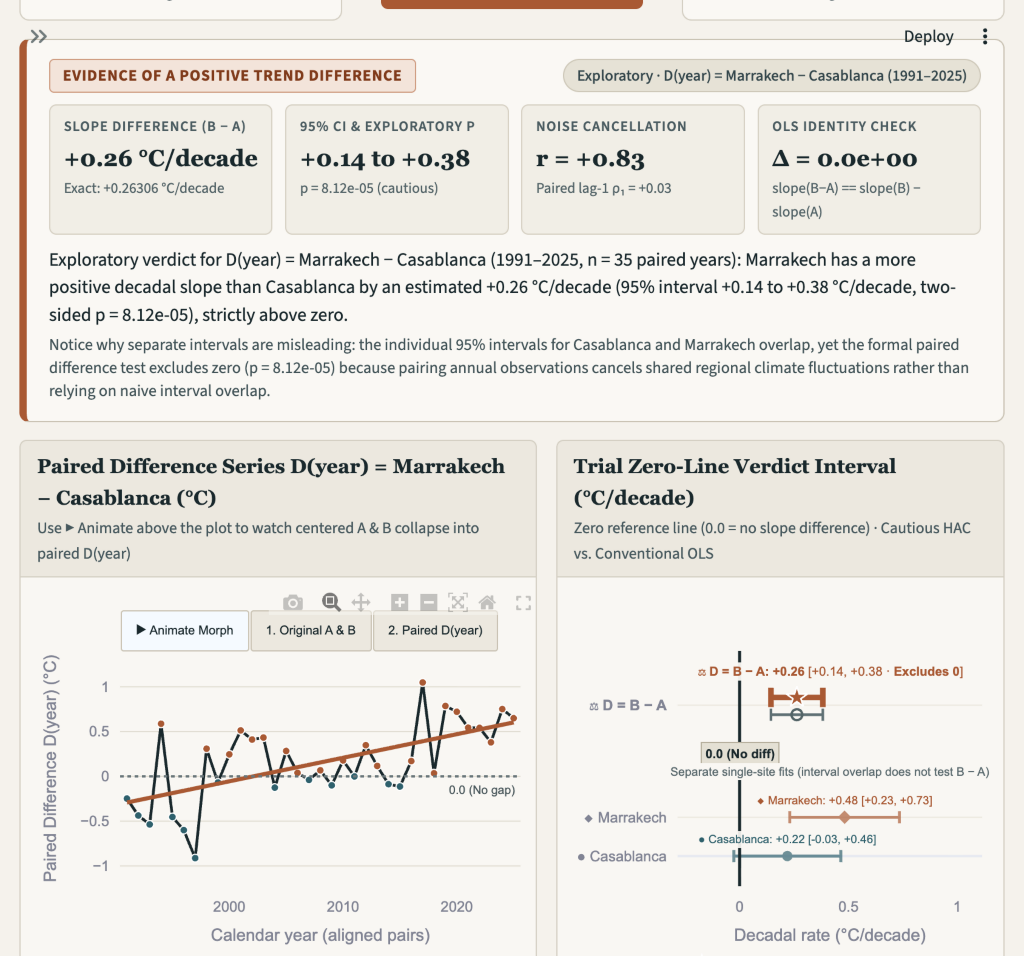 Deploy
EVIDENCE OF A POSITIVE TREND DIFFERENCE
Exploratory · D(year) = Marrakech − Casablanca (1991–2025)
SLOPE DIFFERENCE (B − A)
+0.26 °C/decade
Exact: +0.26306 °C/decade
95% CI & EXPLORATORY P
+0.14 to +0.38
p = 8.12e-05 (cautious)
NOISE CANCELLATION
r = +0.83
Paired lag-1 ρ₁ = +0.03
OLS IDENTITY CHECK
Δ = 0.0e+00
slope(B−A) == slope(B) −
slope(A)
Exploratory verdict for D(year) = Marrakech − Casablanca (1991–2025, n = 35 paired years): Marrakech has a more
positive decadal slope than Casablanca by an estimated +0.26 °C/decade (95% interval +0.14 to +0.38 °C/decade, two-
sided p = 8.12e-05), strictly above zero.
Notice why separate intervals are misleading: the individual 95% intervals for Casablanca and Marrakech overlap, yet the formal paired
difference test excludes zero (p = 8.12e-05) because pairing annual observations cancels shared regional climate fluctuations rather than
relying on naive interval overlap.
Paired Difference Series D(year) = Marrakech
− Casablanca (°C)
Use ▶ Animate above the plot to watch centered A & B collapse into
paired D(year)
▶ Animate Morph
1. Original A & B
2. Paired D(year)
Paired Difference D(year) (°C)
1
0.5
0
−0.5
−1
0.0 (No gap)
2000
2010
2020
Calendar year (aligned pairs)
Trial Zero-Line Verdict Interval
(°C/decade)
Zero reference line (0.0 = no slope difference) · Cautious HAC
vs. Conventional OLS
⚖ D = B − A: +0.26 [+0.14, +0.38 · Excludes 0]
⚖ D = B − A
0.0 (No diff)
Separate single-site fits (interval overlap does not test B − A)
◆ Marrakech: +0.48 [+0.23, +0.73]
◆ Marrakech
● Casablanca: +0.22 [-0.03, +0.46]
● Casablanca
0
0.5
1
Decadal rate (°C/decade)